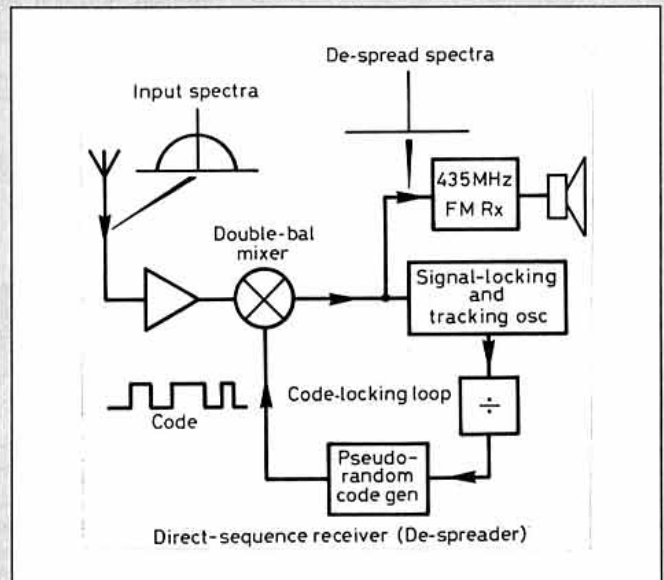 De-spread spectra
Input spectra
435MHz
FM Rx
Double-bal
mixer
Signal-locking
and
tracking osc
Code-locking loop
÷
Code
Pseudo-
random
code gen
Direct-sequence receiver (De-spreader)